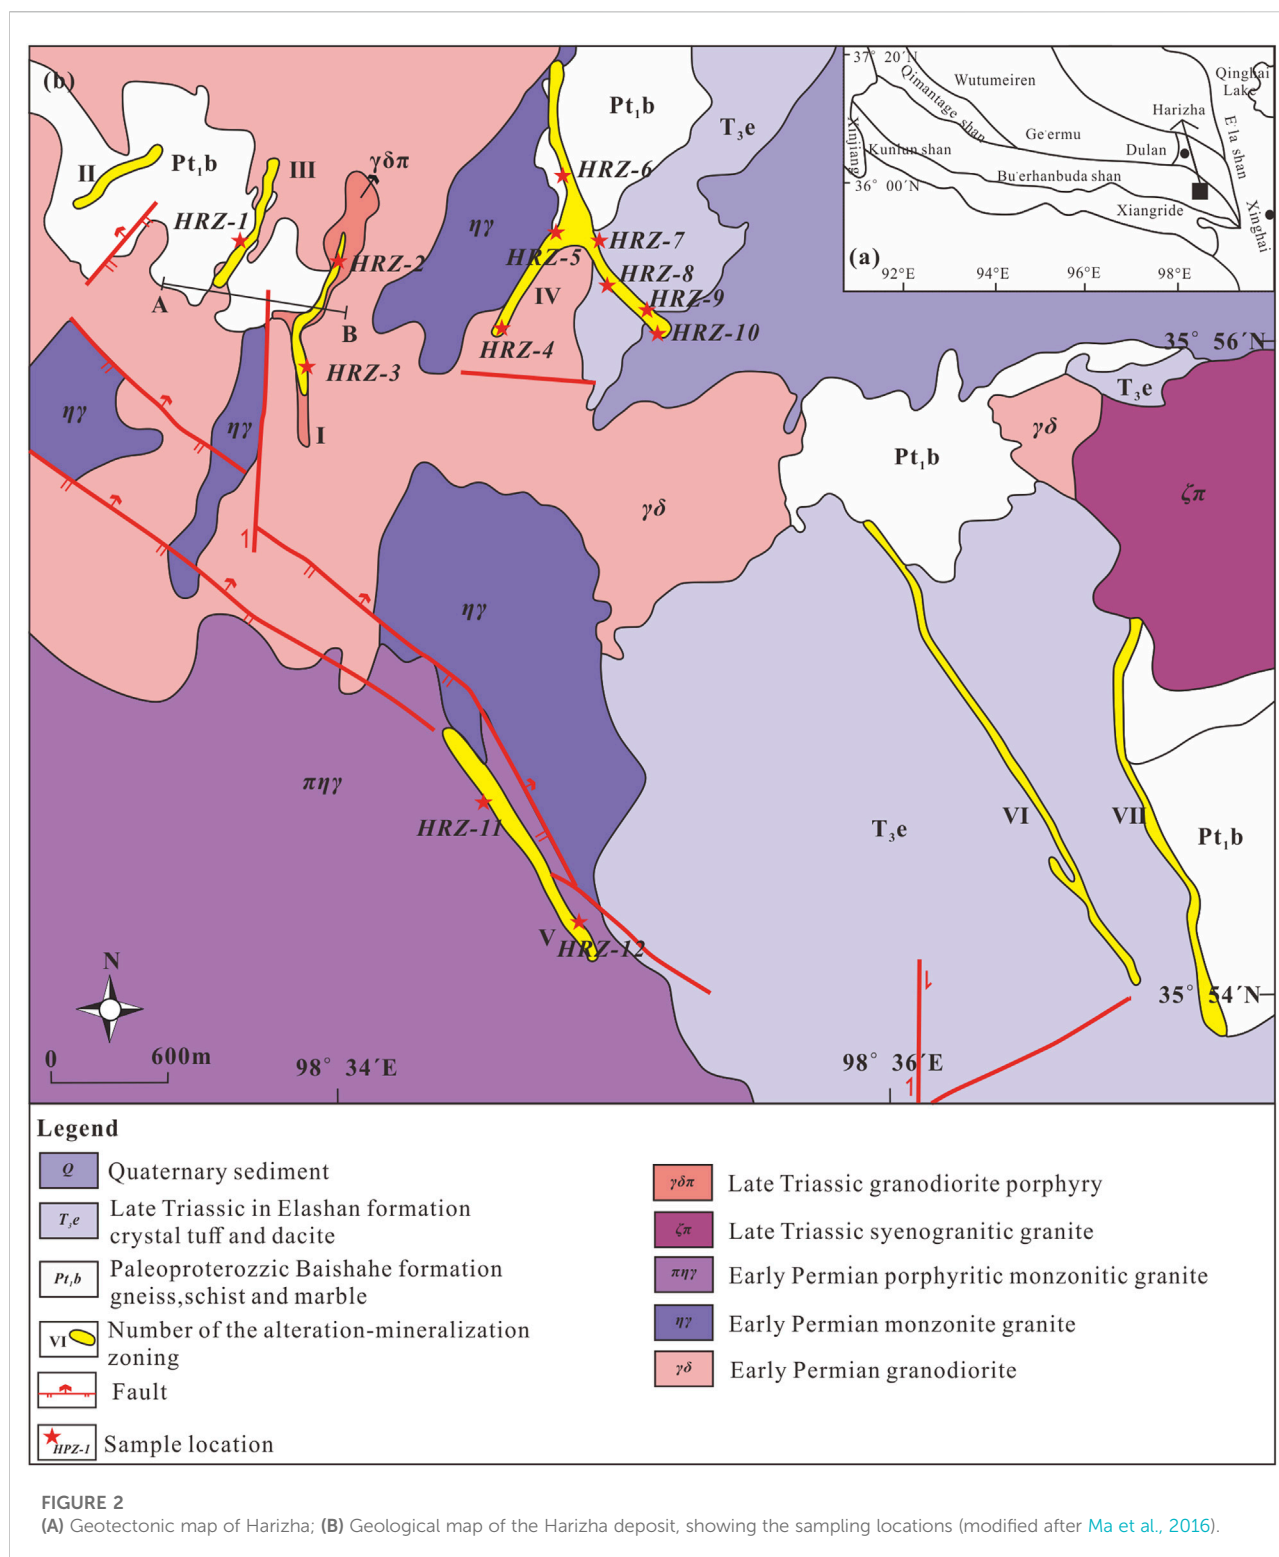 (b)
II
Pt₁b
III
γδπ
HRZ-1
HRZ-2
A
B
HRZ-3
I
ηγ
ηγ
ηγ
Pt₁b
T₃e
HRZ-6
HRZ-5
HRZ-7
HRZ-8
IV
HRZ-9
HRZ-10
HRZ-4
37° 20′N
Qimantage shan
Wutumeiren
Qinghai
Lake
Harizha
Ge'ermu
Xinjiang
Kunlun shan
Dulan
E'la shan
36° 00′N
Bu'erhanbuda shan
Xiangride
Xinghai
(a)
92°E
94°E
96°E
98°E
35° 56′N
T₃e
γδ
Pt₁b
ζπ
γδ
ηγ
πηγ
HRZ-11
V
HRZ-12
T₃e
VI
VII
Pt₁b
N
35° 54′N
0
600m
98° 34′E
98° 36′E
Legend
Q
Quaternary sediment
T₃e
Late Triassic in Elashan formation
crystal tuff and dacite
Pt₁b
Paleoproterozzic Baishahe formation
gneiss,schist and marble
VI
Number of the alteration-mineralization
zoning
Fault
HPZ-1
Sample location
γδπ
Late Triassic granodiorite porphyry
ζπ
Late Triassic syenogranitic granite
πηγ
Early Permian porphyritic monzonitic granite
ηγ
Early Permian monzonite granite
γδ
Early Permian granodiorite
FIGURE 2
(A) Geotectonic map of Harizha; (B) Geological map of the Harizha deposit, showing the sampling locations (modified after Ma et al., 2016).